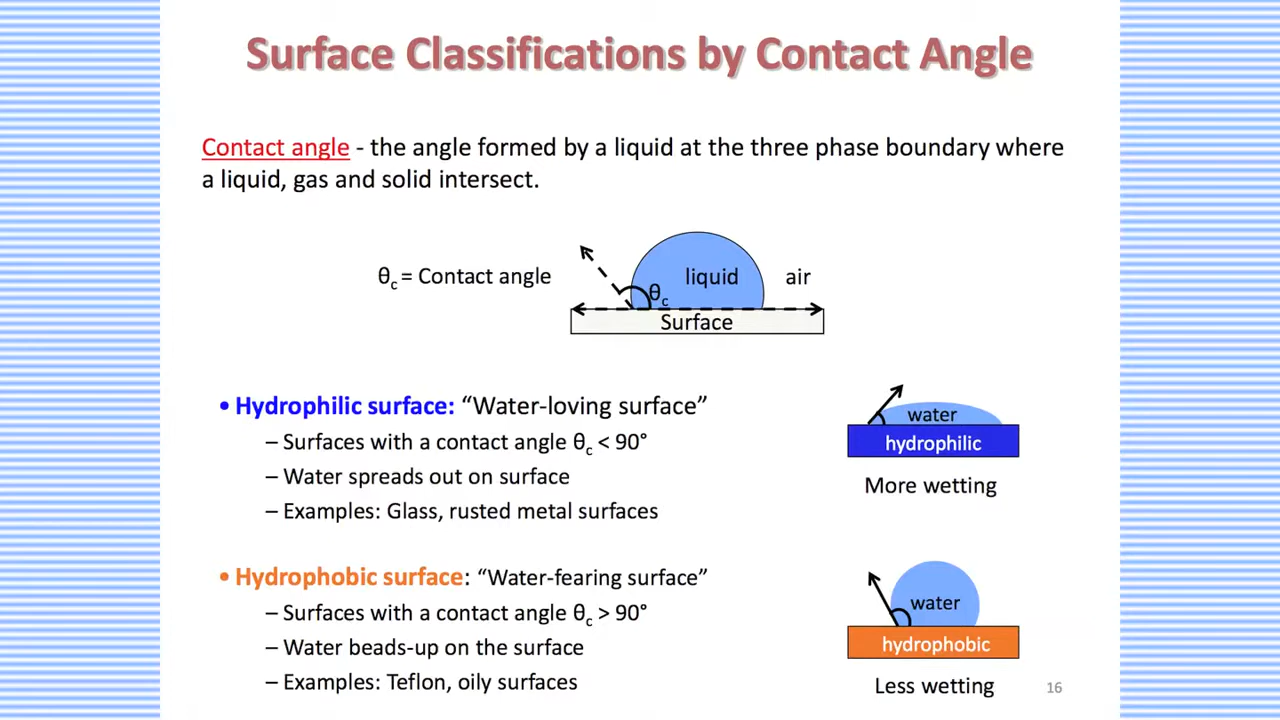 Surface Classifications by Contact Angle
Contact angle - the angle formed by a liquid at the three phase boundary where
a liquid, gas and solid intersect.
θc = Contact angle
liquid
air
θc
Surface
• Hydrophilic surface: “Water-loving surface”
– Surfaces with a contact angle θc < 90°
– Water spreads out on surface
– Examples: Glass, rusted metal surfaces
water
hydrophilic
More wetting
• Hydrophobic surface: “Water-fearing surface”
– Surfaces with a contact angle θc > 90°
– Water beads-up on the surface
– Examples: Teflon, oily surfaces
water
hydrophobic
Less wetting
16